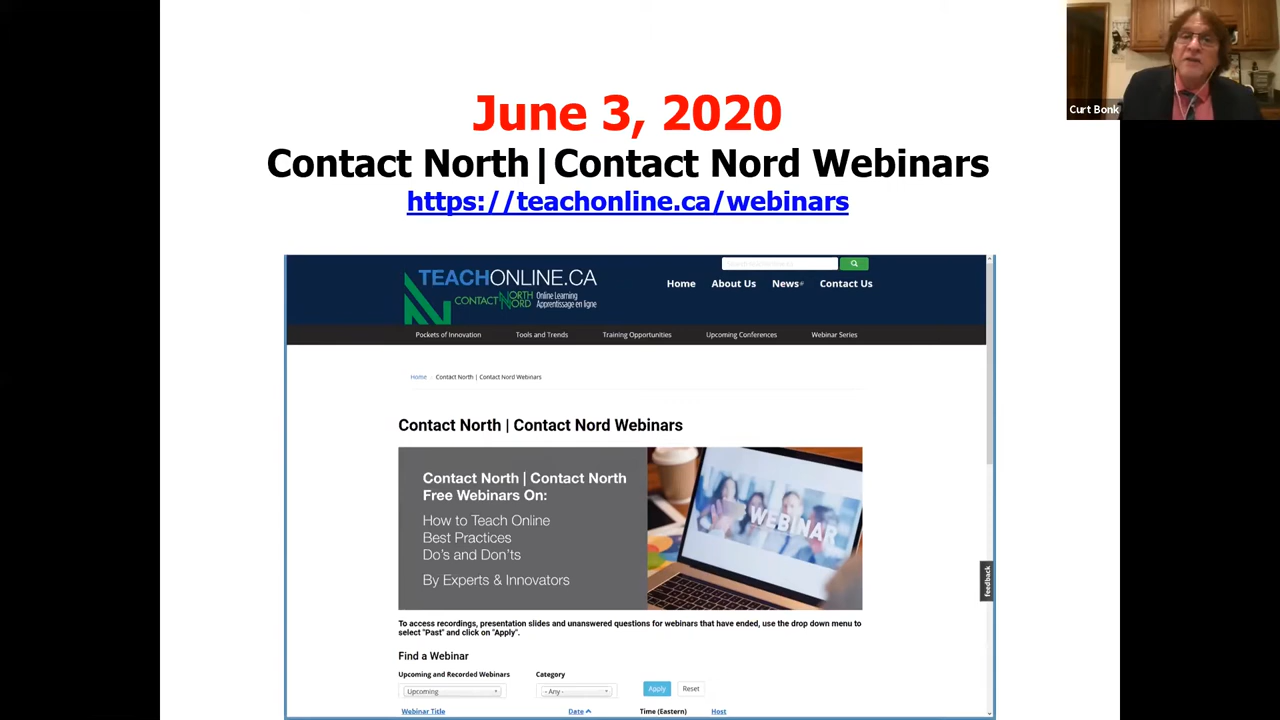 June 3, 2020
Contact North|Contact Nord Webinars
https://teachonline.ca/webinars
Curt Bonk
TEACHONLINE.CA
CONTACT NORTH NORD Online Learning Apprentissage en ligne
Home About Us News Contact Us
Pockets of Innovation Tools and Trends Training Opportunities Upcoming Conferences Webinar Series
Home Contact North | Contact Nord Webinars
Contact North | Contact Nord Webinars
Contact North | Contact North
Free Webinars On:
How to Teach Online
Best Practices
Do's and Don'ts
By Experts & Innovators
WEBINAR
feedback
To access recordings, presentation slides and unanswered questions for webinars that have ended, use the drop down menu to
select "Past" and click on "Apply".
Find a Webinar
Upcoming and Recorded Webinars Category
Upcoming - Any - Apply Reset
Webinar Title Date Time (Eastern) Host